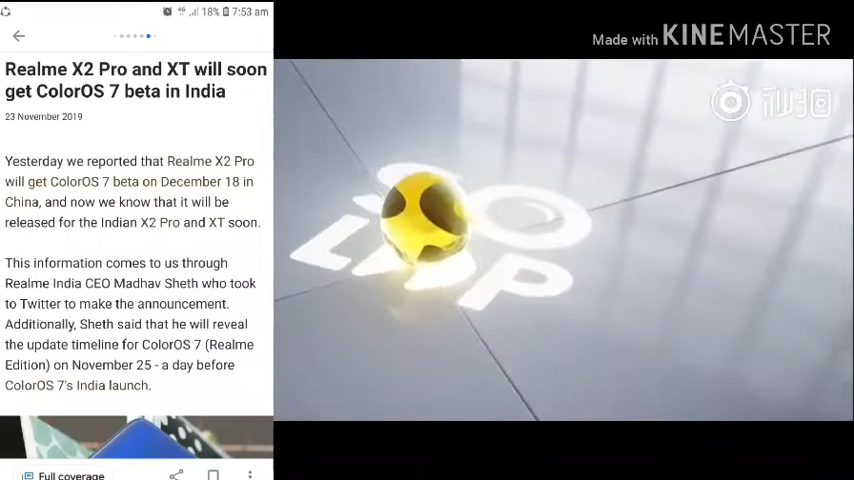 4G 18% 7:53 am
Realme X2 Pro and XT will soon
get ColorOS 7 beta in India
23 November 2019
Yesterday we reported that Realme X2 Pro
will get ColorOS 7 beta on December 18 in
China, and now we know that it will be
released for the Indian X2 Pro and XT soon.
This information comes to us through
Realme India CEO Madhav Sheth who took
to Twitter to make the announcement.
Additionally, Sheth said that he will reveal
the update timeline for ColorOS 7 (Realme
Edition) on November 25 - a day before
ColorOS 7's India launch.
Full coverage
Made with KINEMASTER
秒拍